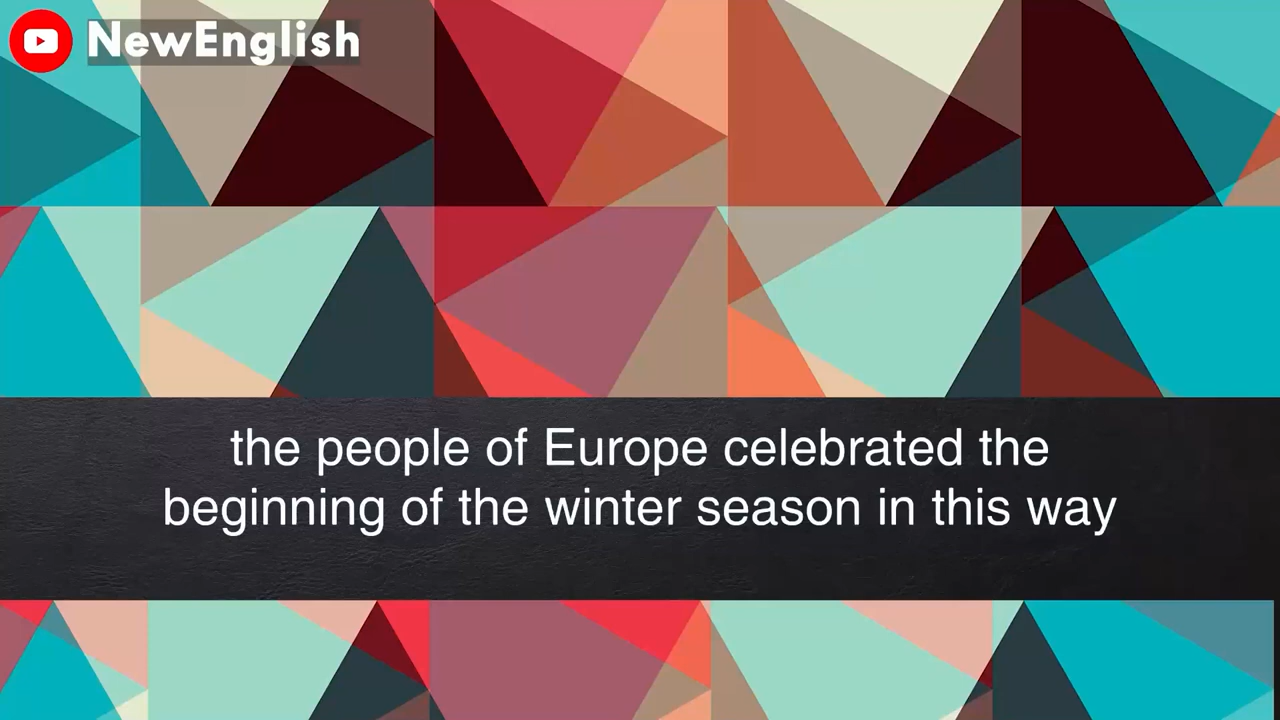 NewEnglish
the people of Europe celebrated the
beginning of the winter season in this way